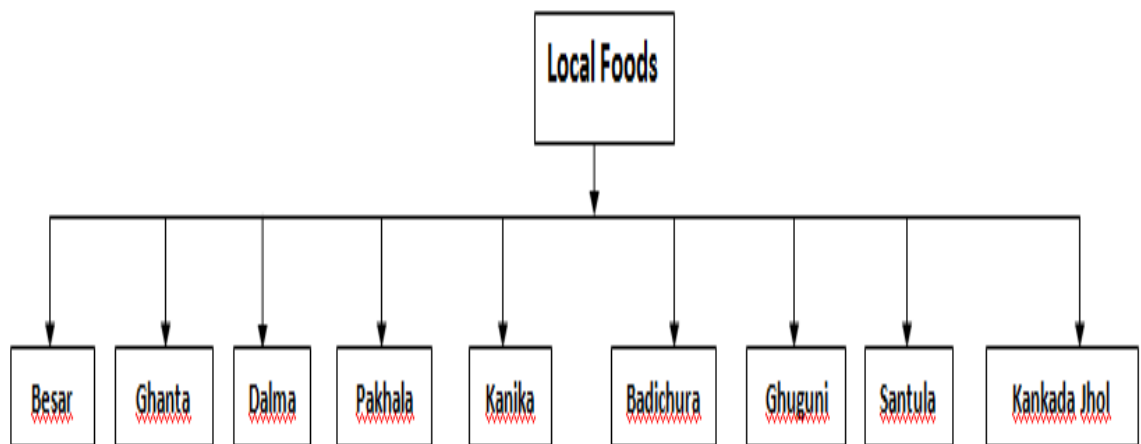 Local Foods
Besar
Ghanta
Dalma
Pakhala
Kanika
Badichura
Ghuguni
Santula
Kankada Jhol